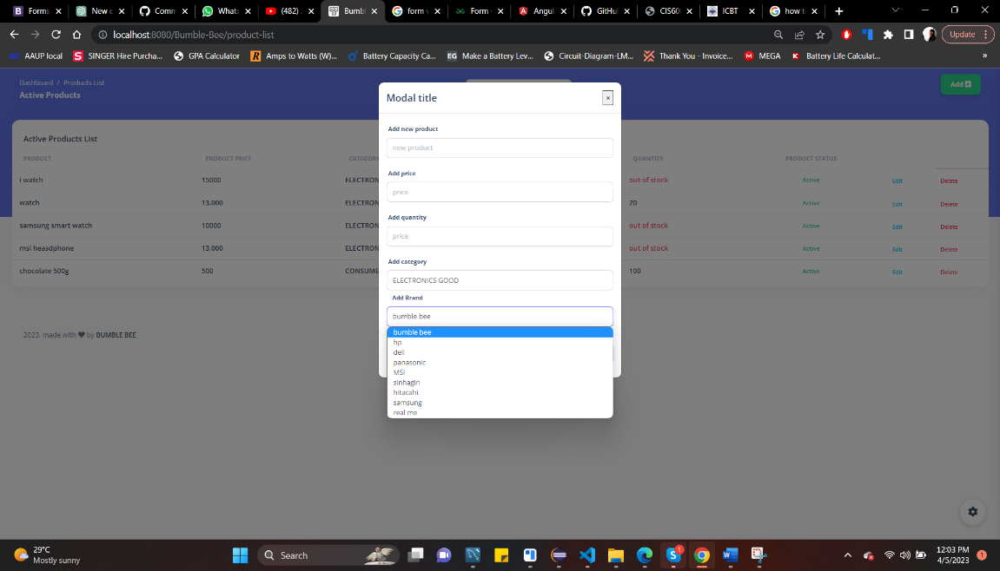 Forms
New c
Comm
Whats
(482)
Bumbl
form v
Form
Angul
GitHul
CIS60
ICBT
how t
localhost:8080/Bumble-Bee/product-list
Update
AAUP local
SINGER Hire Purcha...
GPA Calculator
Amps to Watts (W)...
Battery Capacity Ca...
EG Make a Battery Lev...
Circuit-Diagram-LM...
Thank You - Invoice...
MEGA
Battery Life Calculat...
»
Dashboard / Products List
Active Products
Add
Modal title
×
Add new product
new product
Add price
price
Add quantity
price
Add category
ELECTRONICS GOOD
Add Brand
bumble bee
bumble bee
hp
dell
panasonic
MSI
sinhagiri
hitacahi
samsung
real me
Active Products List
PRODUCT PRODUCT PRICE CATEGORY QUANTITY PRODUCT STATUS
i watch 15000 ELECTRON out of stock Active Edit Delete
watch 13.000 ELECTRON 20 Active Edit Delete
samsung smart watch 10000 ELECTRON out of stock Active Edit Delete
msi heasdphone 13.000 ELECTRON out of stock Active Edit Delete
chocolate 500g 500 CONSUME 100 Active Edit Delete
2023, made with by BUMBLE BEE
29°C
Mostly sunny
Search
1
12:03 PM
4/5/2023
1